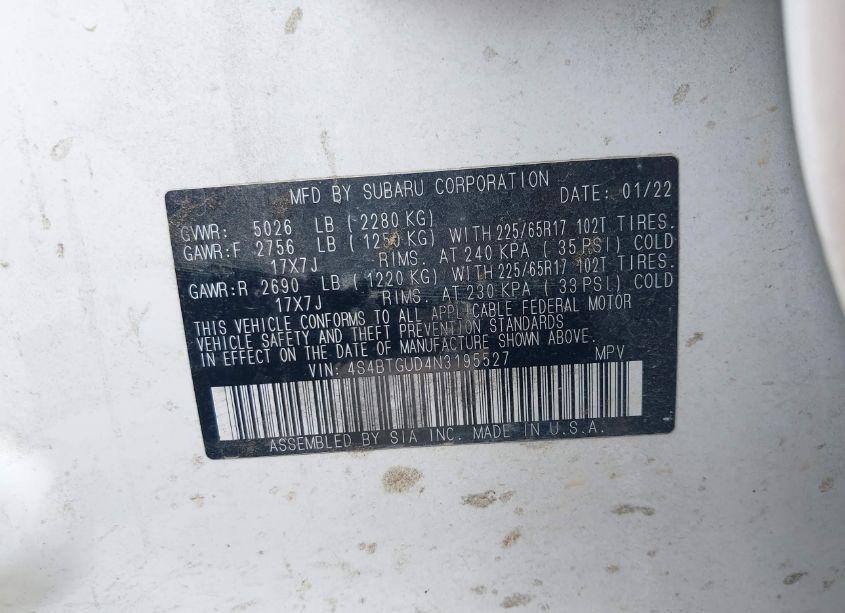 MFD BY SUBARU CORPORATION DATE: 01/22
GVWR: 5026 LB ( 2280 KG)
GAWR:F 2756 LB ( 1250 KG) WITH 225/65R17 102T TIRES.
17X7J RIMS. AT 240 KPA ( 35 PSI) COLD
GAWR:R 2690 LB ( 1220 KG) WITH 225/65R17 102T TIRES.
17X7J RIMS. AT 230 KPA ( 33 PSI) COLD
THIS VEHICLE CONFORMS TO ALL APPLICABLE FEDERAL MOTOR
VEHICLE SAFETY AND THEFT PREVENTION STANDARDS
IN EFFECT ON THE DATE OF MANUFACTURE SHOWN ABOVE.
VIN: 4S4BTGUD4N3195527 MPV
ASSEMBLED BY SIA INC. MADE IN U.S.A.